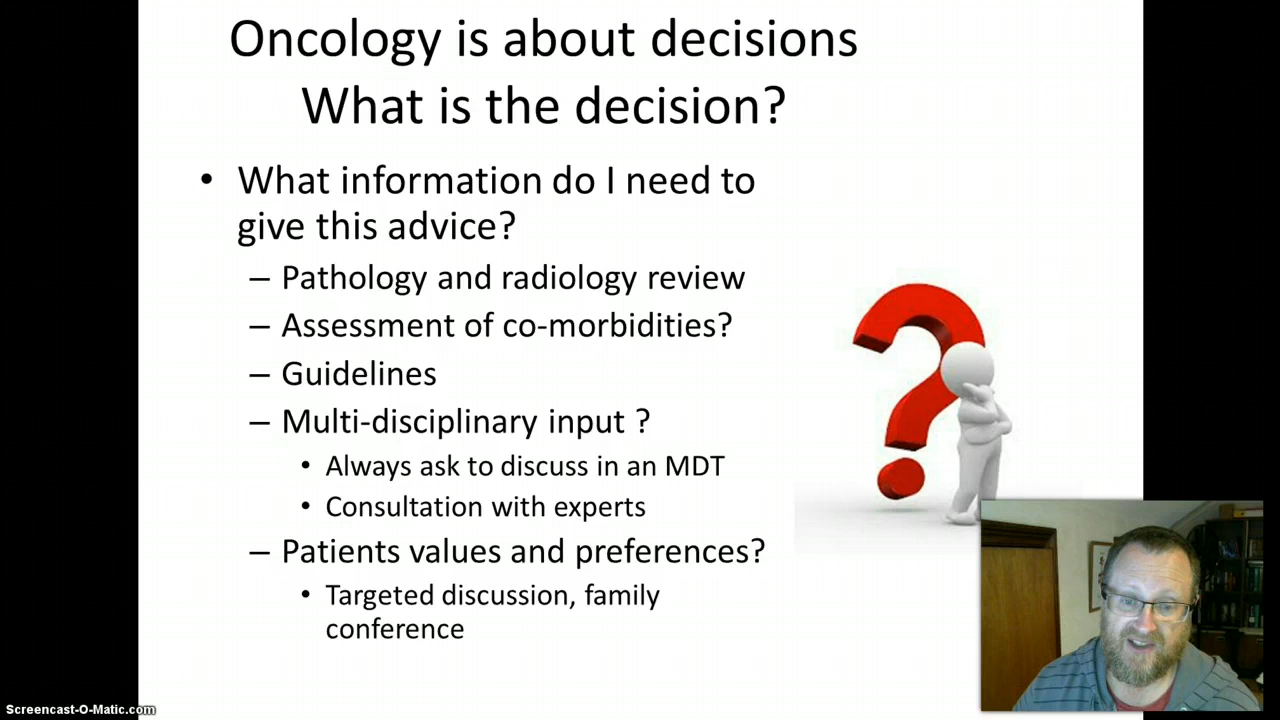 Oncology is about decisions
What is the decision?
• What information do I need to
give this advice?
– Pathology and radiology review
– Assessment of co-morbidities?
– Guidelines
– Multi-disciplinary input ?
• Always ask to discuss in an MDT
• Consultation with experts
– Patients values and preferences?
• Targeted discussion, family
conference
Screencast-O-Matic.com